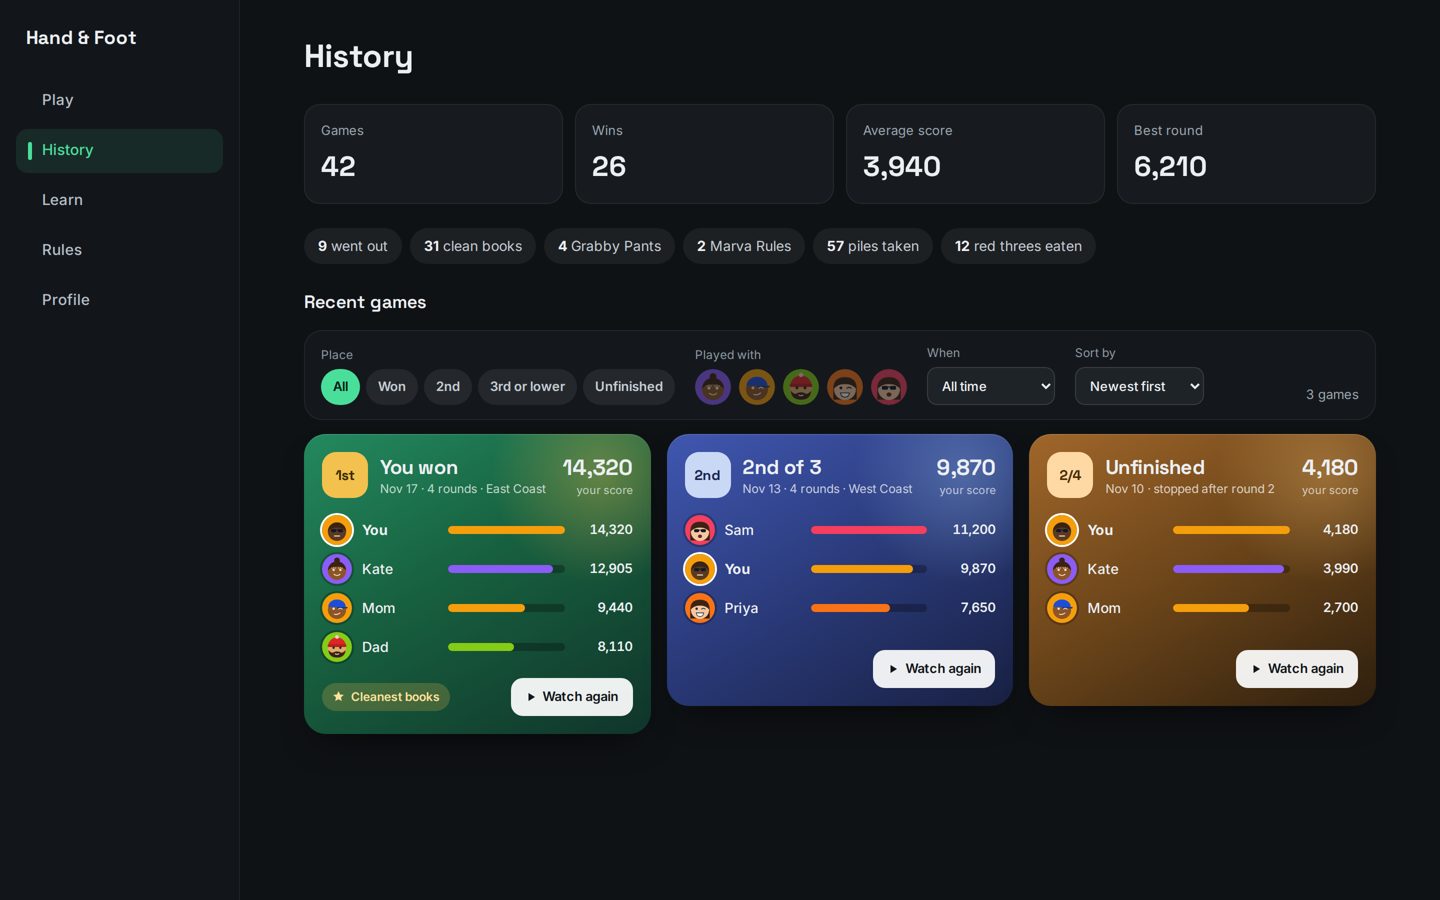 Hand & Foot
Play
History
Learn
Rules
Profile
History
Games
42
Wins
26
Average score
3,940
Best round
6,210
9 went out
31 clean books
4 Grabby Pants
2 Marva Rules
57 piles taken
12 red threes eaten
Recent games
Place
All
Won
2nd
3rd or lower
Unfinished
Played with
When
All time
Sort by
Newest first
3 games
1st
You won
Nov 17 · 4 rounds · East Coast
14,320
your score
You 14,320
Kate 12,905
Mom 9,440
Dad 8,110
Cleanest books
Watch again
2nd
2nd of 3
Nov 13 · 4 rounds · West Coast
9,870
your score
Sam 11,200
You 9,870
Priya 7,650
Watch again
2/4
Unfinished
Nov 10 · stopped after round 2
4,180
your score
You 4,180
Kate 3,990
Mom 2,700
Watch again